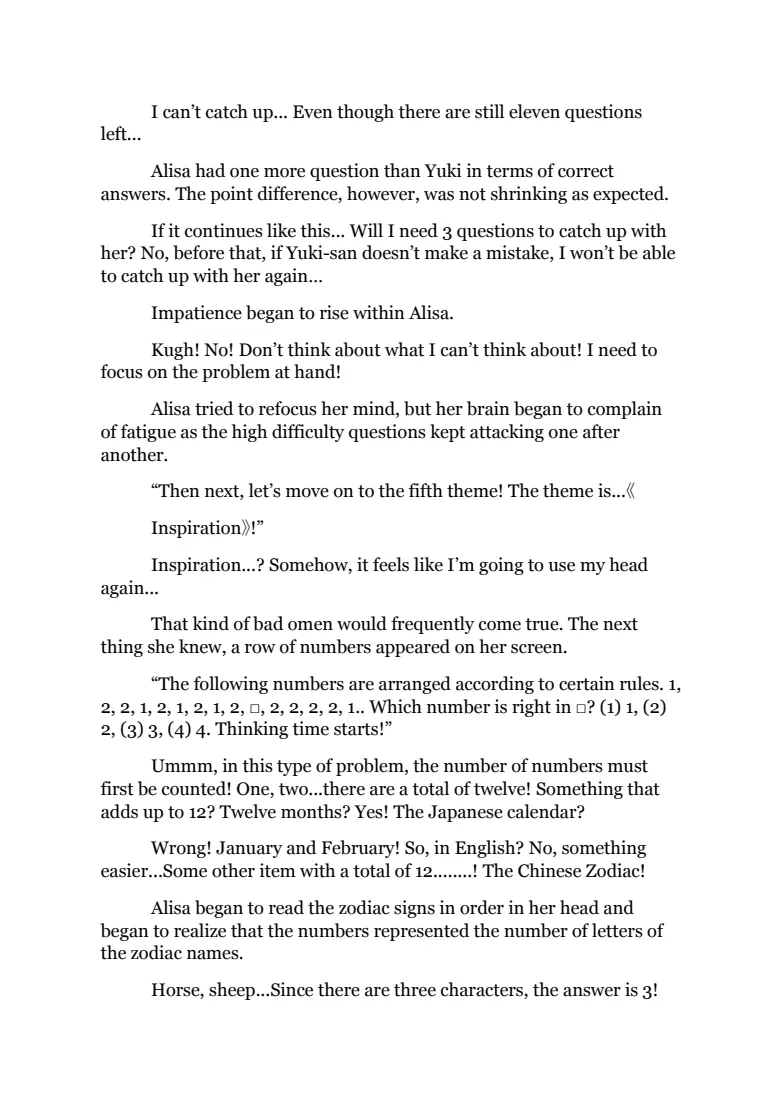 I can’t catch up... Even though there are still eleven questions
left...
Alisa had one more question than Yuki in terms of correct
answers. The point difference, however, was not shrinking as expected.
If it continues like this... Will I need 3 questions to catch up with
her? No, before that, if Yuki-san doesn’t make a mistake, I won’t be able
to catch up with her again...
Impatience began to rise within Alisa.
Kugh! No! Don’t think about what I can’t think about! I need to
focus on the problem at hand!
Alisa tried to refocus her mind, but her brain began to complain
of fatigue as the high difficulty questions kept attacking one after
another.
“Then next, let’s move on to the fifth theme! The theme is...《
Inspiration》!”
Inspiration...? Somehow, it feels like I’m going to use my head
again...
That kind of bad omen would frequently come true. The next
thing she knew, a row of numbers appeared on her screen.
“The following numbers are arranged according to certain rules. 1,
2, 2, 1, 2, 1, 2, 1, 2, □, 2, 2, 2, 2, 1.. Which number is right in □? (1) 1, (2)
2, (3) 3, (4) 4. Thinking time starts!”
Ummm, in this type of problem, the number of numbers must
first be counted! One, two...there are a total of twelve! Something that
adds up to 12? Twelve months? Yes! The Japanese calendar?
Wrong! January and February! So, in English? No, something
easier...Some other item with a total of 12........! The Chinese Zodiac!
Alisa began to read the zodiac signs in order in her head and
began to realize that the numbers represented the number of letters of
the zodiac names.
Horse, sheep...Since there are three characters, the answer is 3!